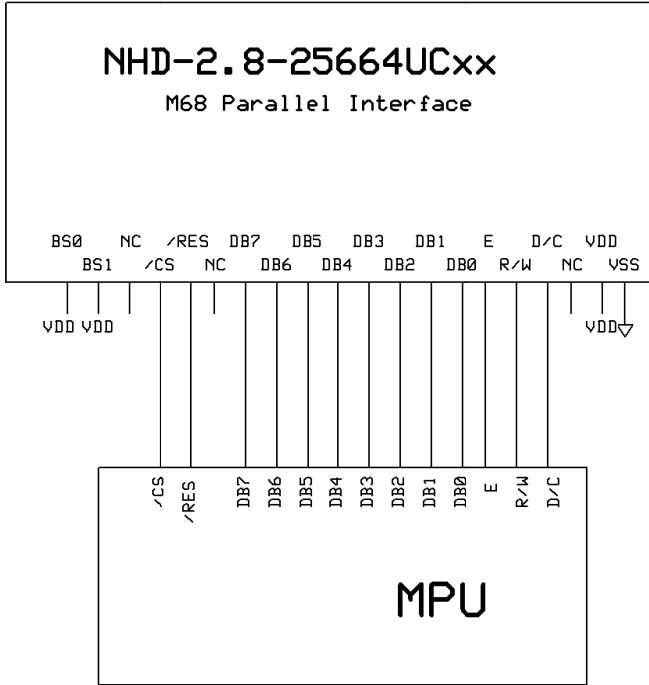 NHD-2.8-25664UCxx
M68 Parallel Interface
BS0 NC /RES DB7 DB5 DB3 DB1 E D/C VDD
BS1 /CS NC DB6 DB4 DB2 DB0 R/W NC VSS
VDD VDD VDD
/CS /RES DB7 DB6 DB5 DB4 DB3 DB2 DB1 DB0 E R/W D/C
MPU